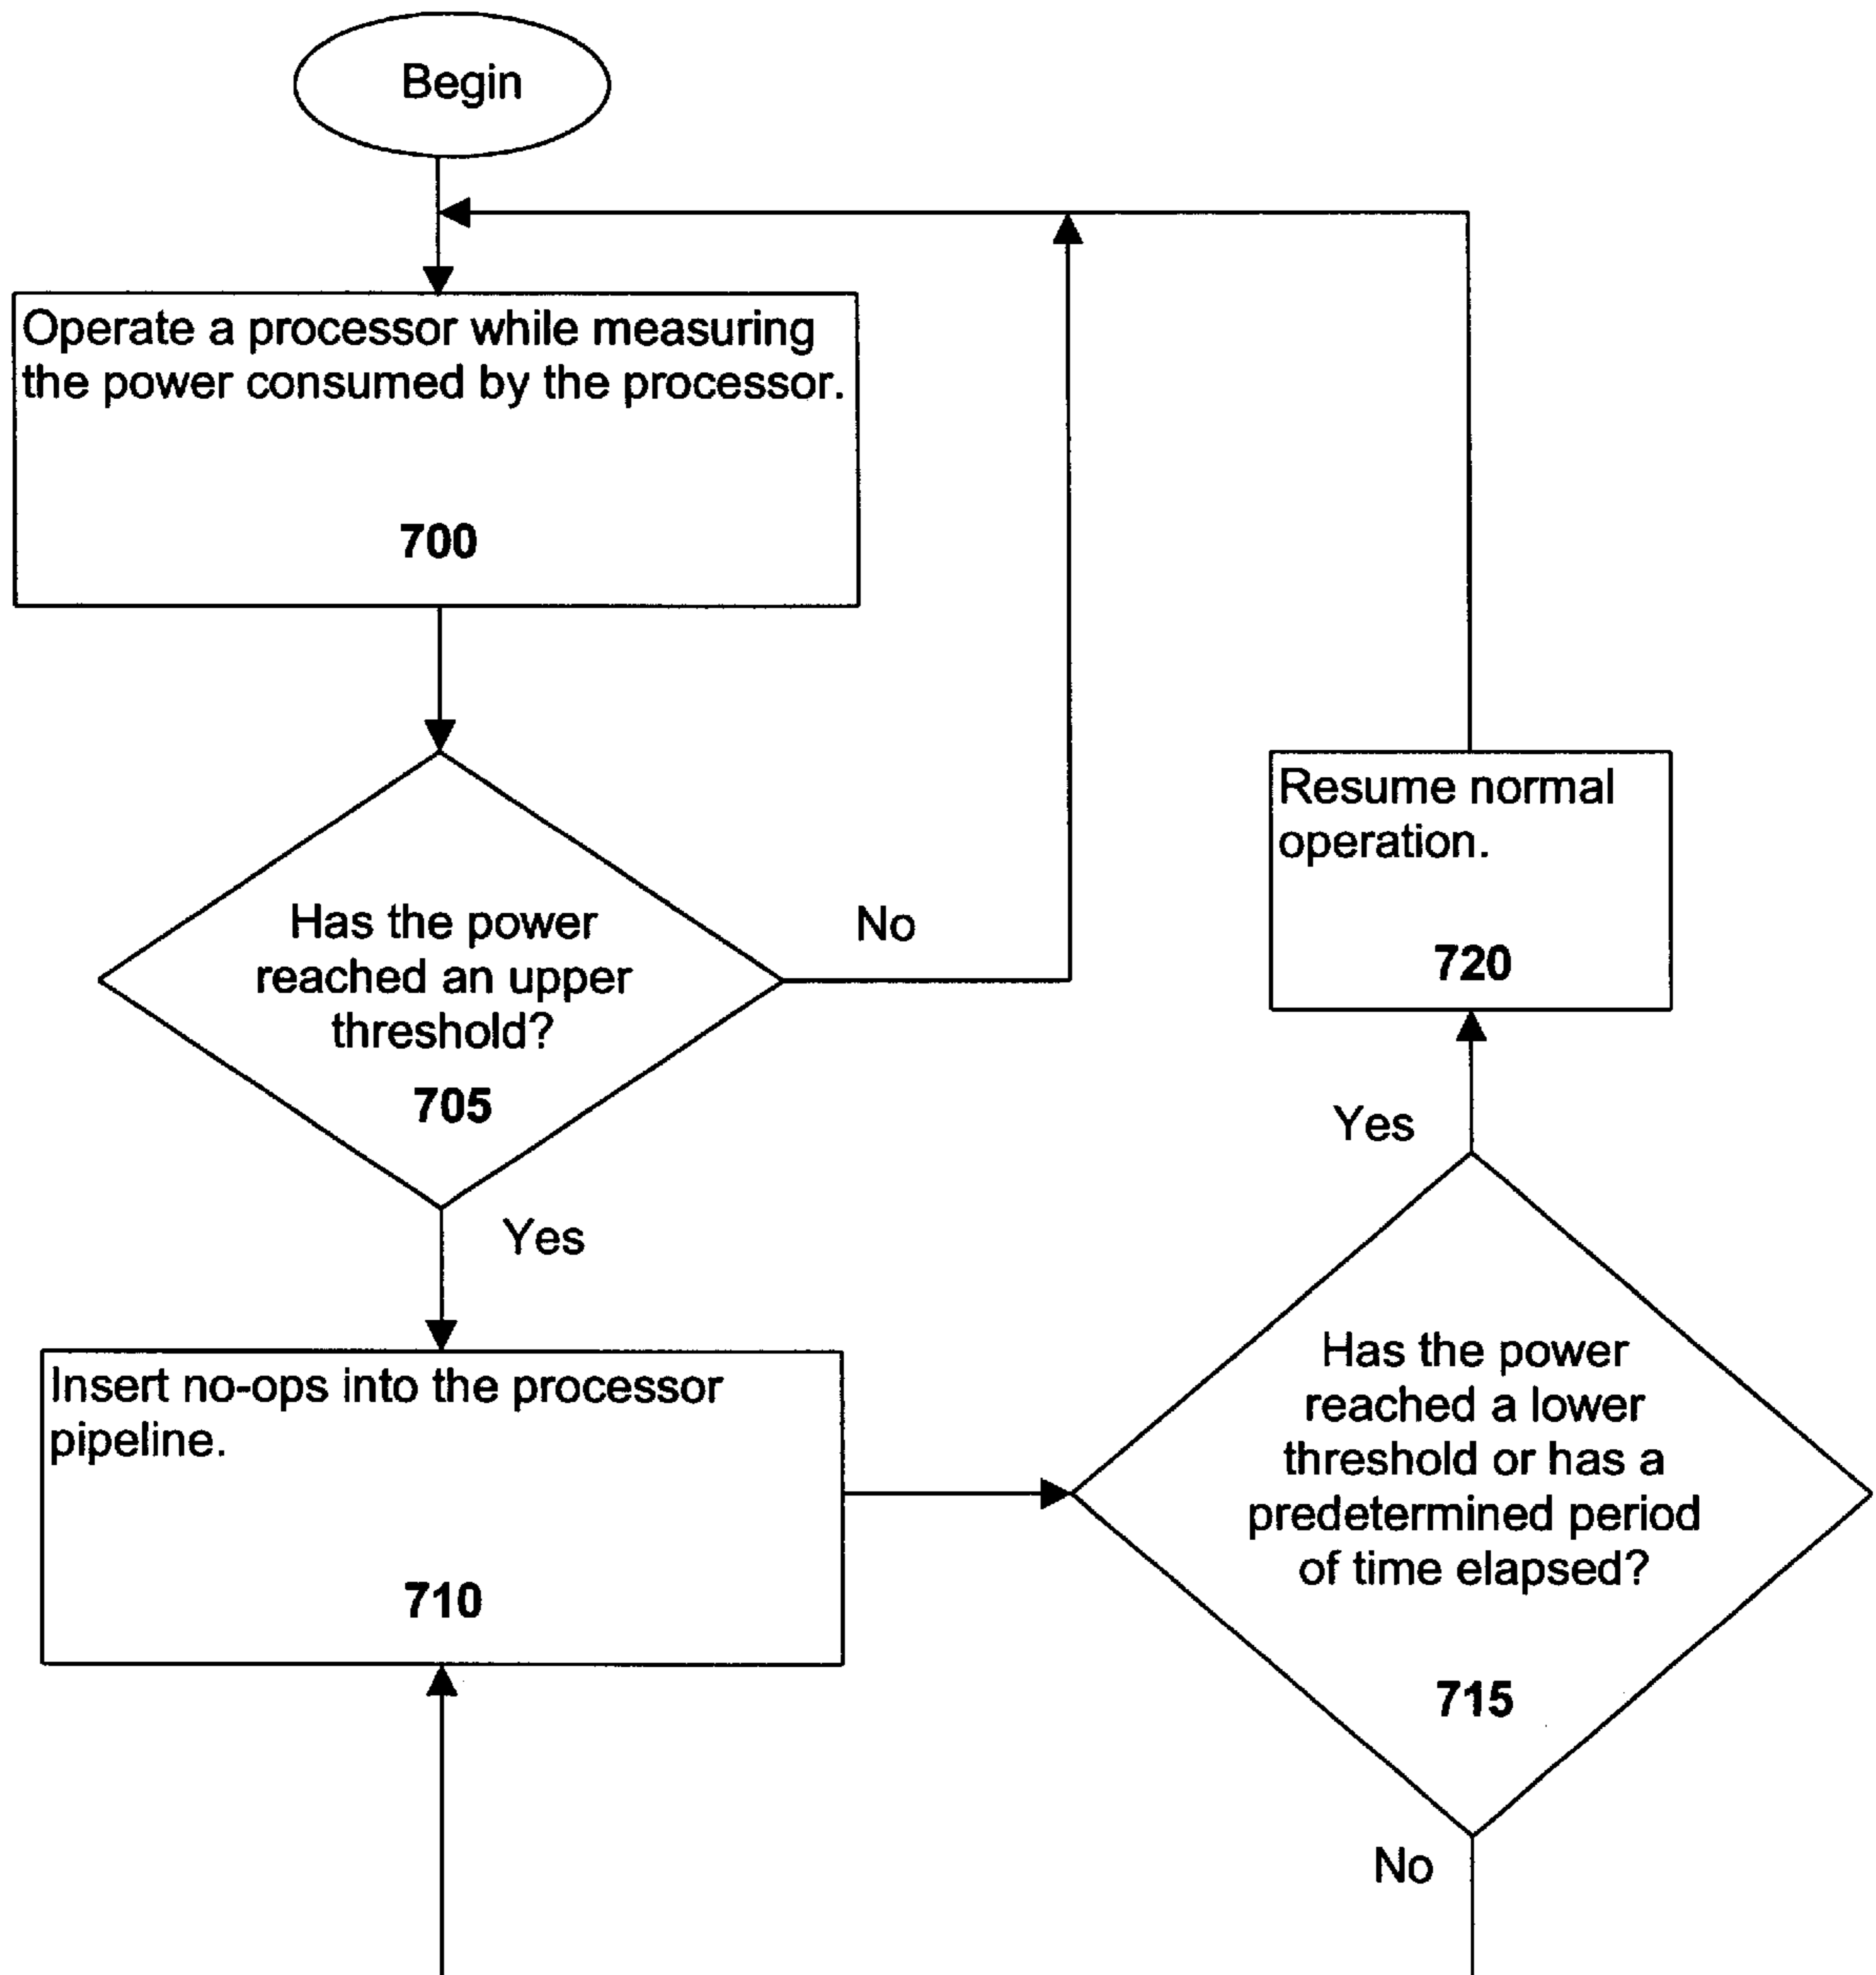 Begin
Operate a processor while measuring
the power consumed by the processor.
700
Has the power
reached an upper
threshold?
705
No
Yes
Insert no-ops into the processor
pipeline.
710
Has the power
reached a lower
threshold or has a
predetermined period
of time elapsed?
715
Yes
No
Resume normal
operation.
720